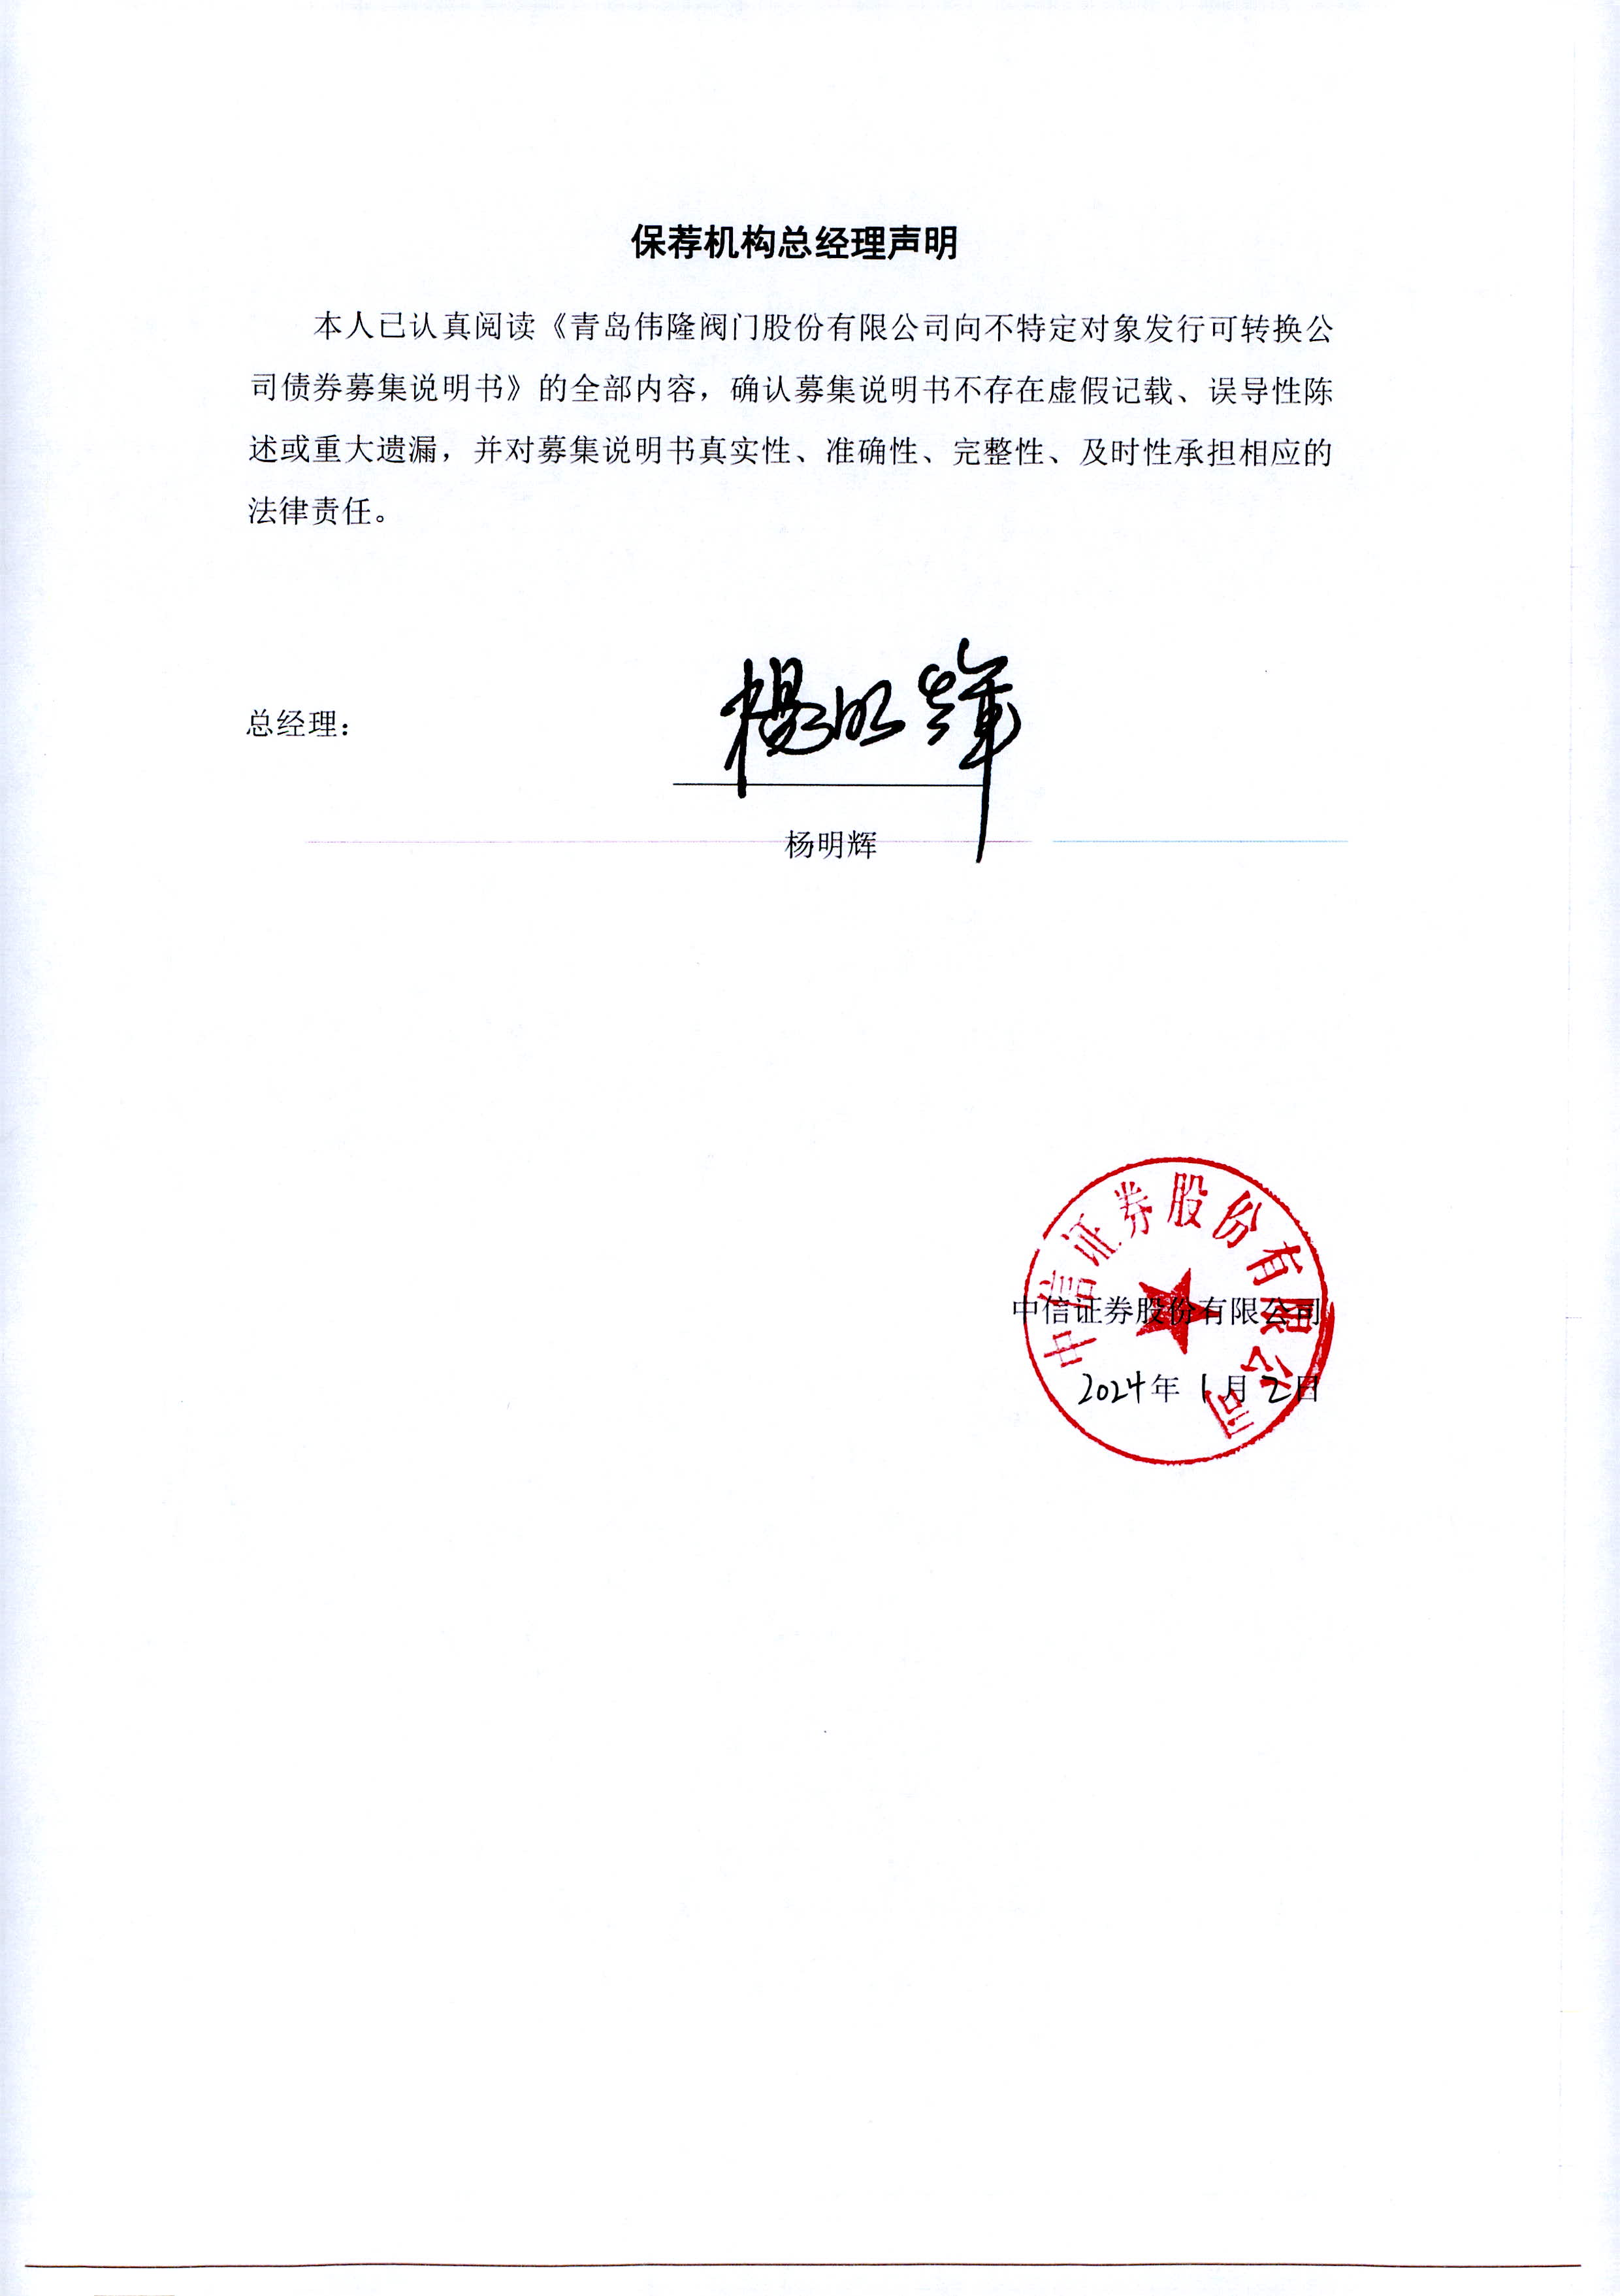 保荐机构总经理声明
本人已认真阅读《青岛伟隆阀门股份有限公司向不特定对象发行可转换公
司债券募集说明书》的全部内容，确认募集说明书不存在虚假记载、误导性陈
述或重大遗漏，并对募集说明书真实性、准确性、完整性、及时性承担相应的
法律责任。
总经理：
楊明輝
杨明辉
中信证券股份有限公司
中信证券股份有限公司
2024年1月2日